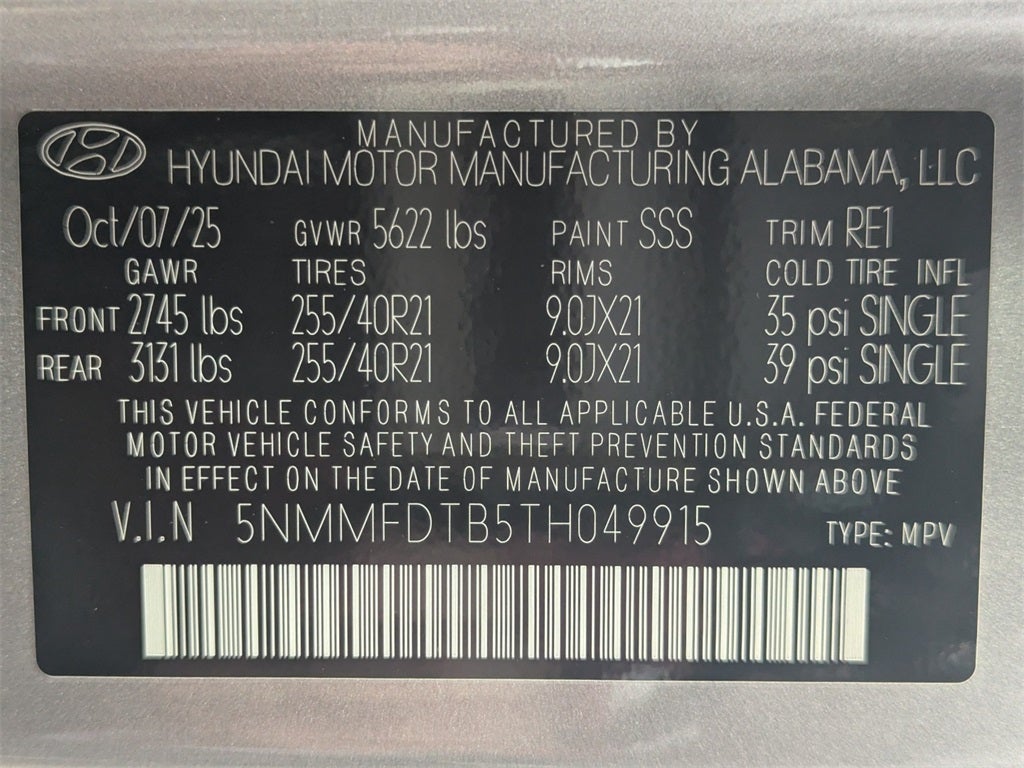 MANUFACTURED BY
HYUNDAI MOTOR MANUFACTURING ALABAMA, LLC
Oct/07/25 GVWR 5622 lbs PAINT SSS TRIM RE1
GAWR TIRES RIMS COLD TIRE INFL
FRONT 2745 lbs 255/40R21 9.0JX21 35 psi SINGLE
REAR 3131 lbs 255/40R21 9.0JX21 39 psi SINGLE
THIS VEHICLE CONFORMS TO ALL APPLICABLE U.S.A. FEDERAL
MOTOR VEHICLE SAFETY AND THEFT PREVENTION STANDARDS
IN EFFECT ON THE DATE OF MANUFACTURE SHOWN ABOVE
V.I.N 5NMMFDTB5TH049915 TYPE: MPV